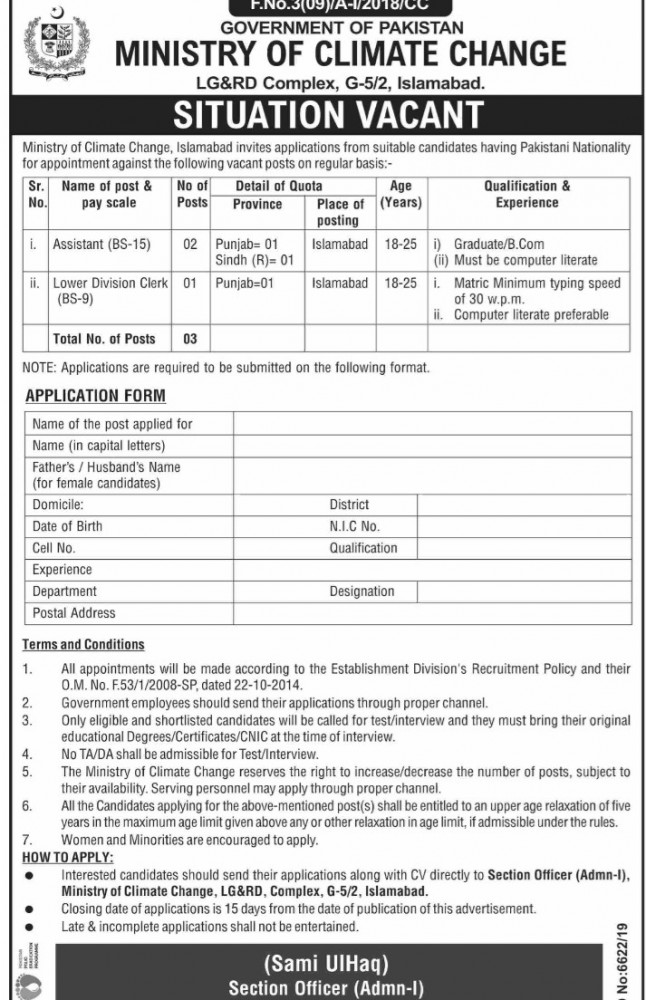 F.No.3(09)/A-I/2018/CC
GOVERNMENT OF PAKISTAN
MINISTRY OF CLIMATE CHANGE
LG&RD Complex, G-5/2, Islamabad.
SITUATION VACANT
Ministry of Climate Change, Islamabad invites applications from suitable candidates having Pakistani Nationality
for appointment against the following vacant posts on regular basis:-
Sr. No. Name of post & pay scale No of Posts Detail of Quota Province Place of posting Age (Years) Qualification & Experience
i. Assistant (BS-15) 02 Punjab= 01 Islamabad 18-25 i) Graduate/B.Com
Sindh (R)= 01 (ii) Must be computer literate
ii. Lower Division Clerk 01 Punjab=01 Islamabad 18-25 i. Matric Minimum typing speed
(BS-9) of 30 w.p.m.
ii. Computer literate preferable
Total No. of Posts 03
NOTE: Applications are required to be submitted on the following format.
APPLICATION FORM
Name of the post applied for
Name (in capital letters)
Father's / Husband's Name
(for female candidates)
Domicile: District
Date of Birth N.I.C No.
Cell No. Qualification
Experience
Department Designation
Postal Address
Terms and Conditions
1. All appointments will be made according to the Establishment Division's Recruitment Policy and their
O.M. No. F.53/1/2008-SP, dated 22-10-2014.
2. Government employees should send their applications through proper channel.
3. Only eligible and shortlisted candidates will be called for test/interview and they must bring their original
educational Degrees/Certificates/CNIC at the time of interview.
4. No TA/DA shall be admissible for Test/Interview.
5. The Ministry of Climate Change reserves the right to increase/decrease the number of posts, subject to
their availability. Serving personnel may apply through proper channel.
6. All the Candidates applying for the above-mentioned post(s) shall be entitled to an upper age relaxation of five
years in the maximum age limit given above any or other relaxation in age limit, if admissible under the rules.
7. Women and Minorities are encouraged to apply.
HOW TO APPLY:
● Interested candidates should send their applications along with CV directly to Section Officer (Admn-I),
Ministry of Climate Change, LG&RD, Complex, G-5/2, Islamabad.
● Closing date of applications is 15 days from the date of publication of this advertisement.
● Late & incomplete applications shall not be entertained.
(Sami UlHaq)
Section Officer (Admn-I)
No:6622/19